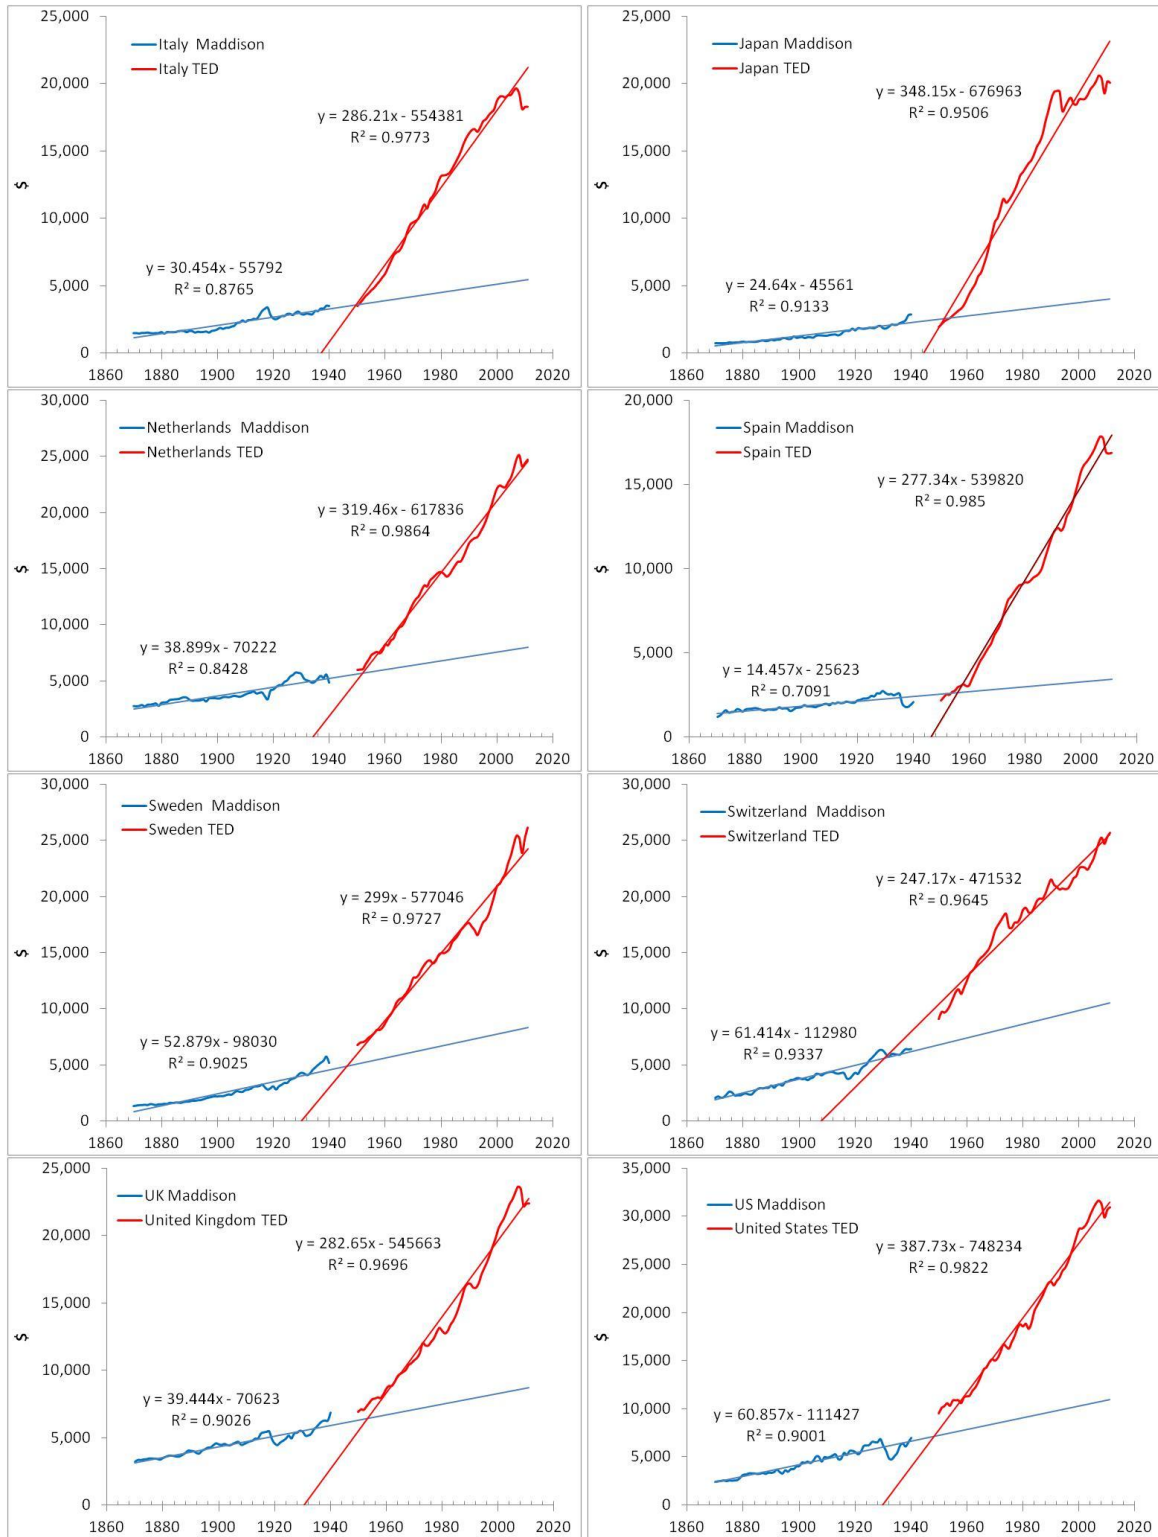 25,000
20,000
15,000
10,000
5,000
0
$
Italy Maddison
Italy TED
y = 286.21x - 554381
R² = 0.9773
y = 30.454x - 55792
R² = 0.8765
1860 1880 1900 1920 1940 1960 1980 2000 2020
25,000
20,000
15,000
10,000
5,000
0
$
Japan Maddison
Japan TED
y = 348.15x - 676963
R² = 0.9506
y = 24.64x - 45561
R² = 0.9133
1860 1880 1900 1920 1940 1960 1980 2000 2020
30,000
25,000
20,000
15,000
10,000
5,000
0
$
Netherlands Maddison
Netherlands TED
y = 319.46x - 617836
R² = 0.9864
y = 38.899x - 70222
R² = 0.8428
1860 1880 1900 1920 1940 1960 1980 2000 2020
20,000
15,000
10,000
5,000
0
$
Spain Maddison
Spain TED
y = 277.34x - 539820
R² = 0.985
y = 14.457x - 25623
R² = 0.7091
1860 1880 1900 1920 1940 1960 1980 2000 2020
30,000
25,000
20,000
15,000
10,000
5,000
0
$
Sweden Maddison
Sweden TED
y = 299x - 577046
R² = 0.9727
y = 52.879x - 98030
R² = 0.9025
1860 1880 1900 1920 1940 1960 1980 2000 2020
30,000
25,000
20,000
15,000
10,000
5,000
0
$
Switzerland Maddison
Switzerland TED
y = 247.17x - 471532
R² = 0.9645
y = 61.414x - 112980
R² = 0.9337
1860 1880 1900 1920 1940 1960 1980 2000 2020
25,000
20,000
15,000
10,000
5,000
0
$
UK Maddison
United Kingdom TED
y = 282.65x - 545663
R² = 0.9696
y = 39.444x - 70623
R² = 0.9026
1860 1880 1900 1920 1940 1960 1980 2000 2020
35,000
30,000
25,000
20,000
15,000
10,000
5,000
0
$
US Maddison
United States TED
y = 387.73x - 748234
R² = 0.9822
y = 60.857x - 111427
R² = 0.9001
1860 1880 1900 1920 1940 1960 1980 2000 2020